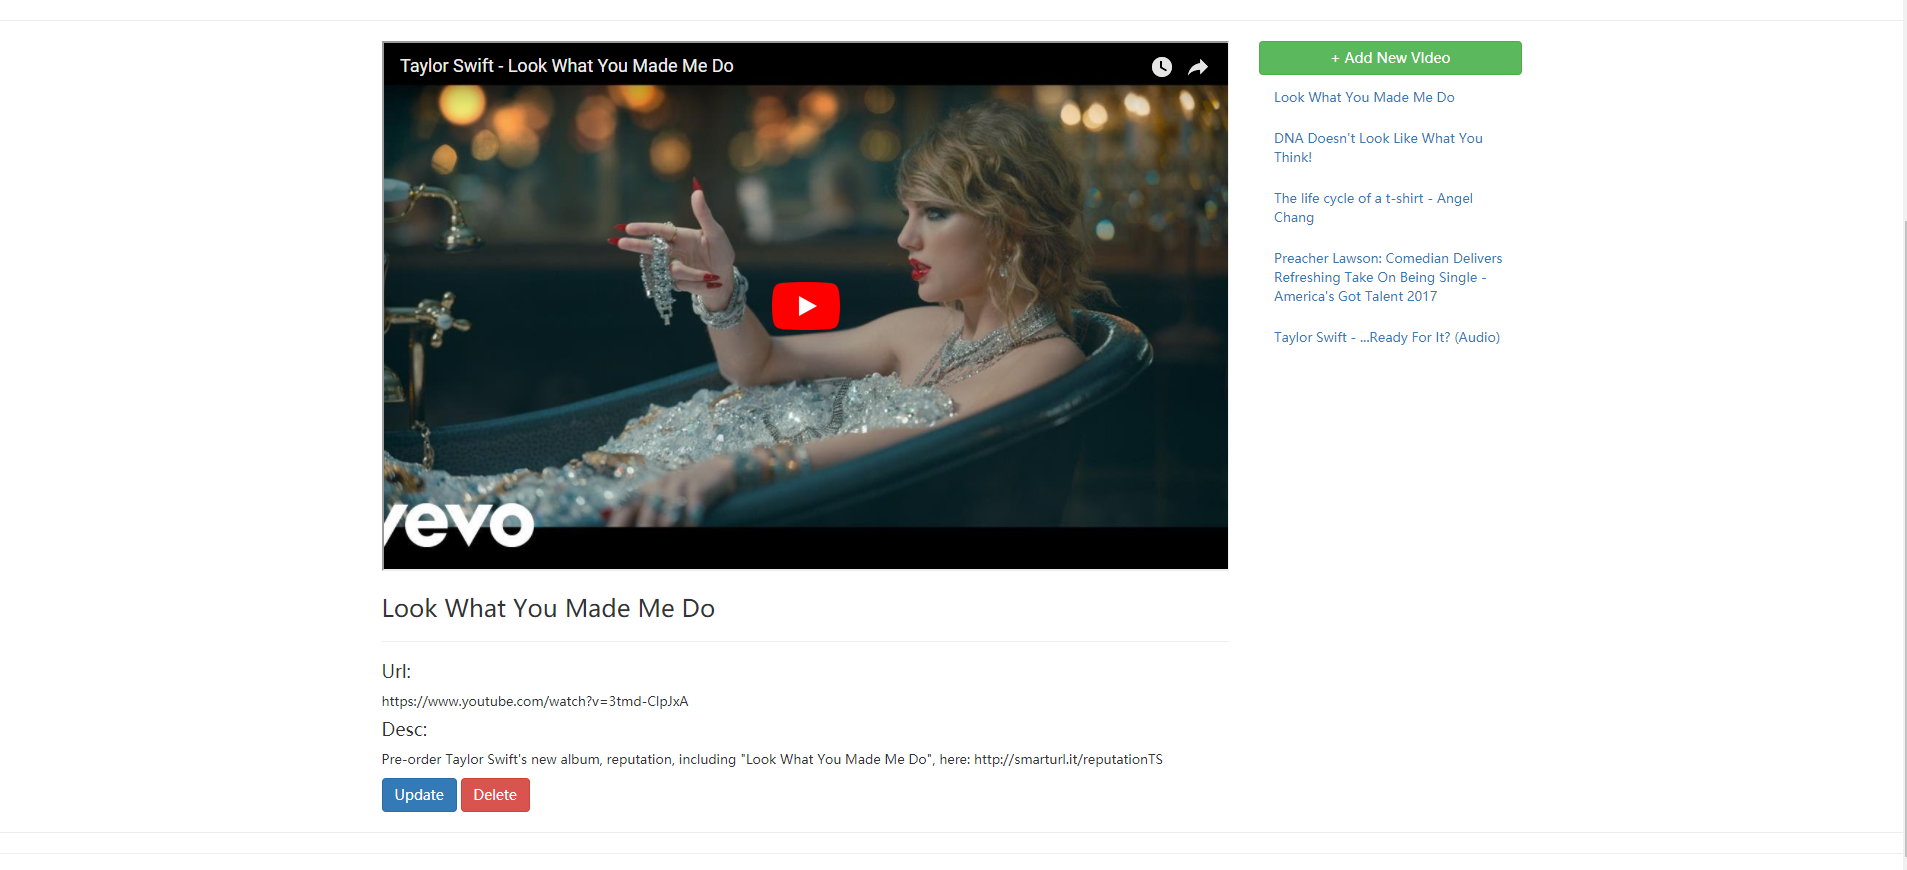 Taylor Swift - Look What You Made Me Do
vevo
Look What You Made Me Do
Url:
https://www.youtube.com/watch?v=3tmd-ClpJxA
Desc:
Pre-order Taylor Swift's new album, reputation, including "Look What You Made Me Do", here: http://smarturl.it/reputationTS
Update Delete
+ Add New VIdeo
Look What You Made Me Do
DNA Doesn't Look Like What You
Think!
The life cycle of a t-shirt - Angel
Chang
Preacher Lawson: Comedian Delivers
Refreshing Take On Being Single -
America's Got Talent 2017
Taylor Swift - ...Ready For It? (Audio)